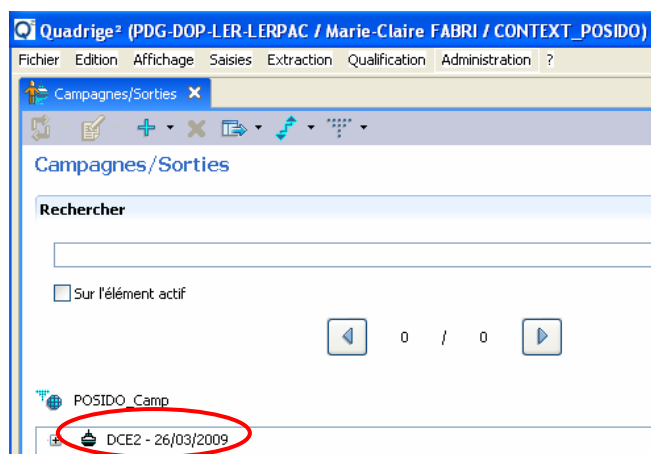 Quadrige² (PDG-DOP-LER-LERPAC / Marie-Claire FABRI / CONTEXT_POSIDO)
Fichier Edition Affichage Saisies Extraction Qualification Administration ?
Campagnes/Sorties
Campagnes/Sorties
Rechercher
Sur l'élément actif
0 / 0
POSIDO_Camp
DCE2 - 26/03/2009